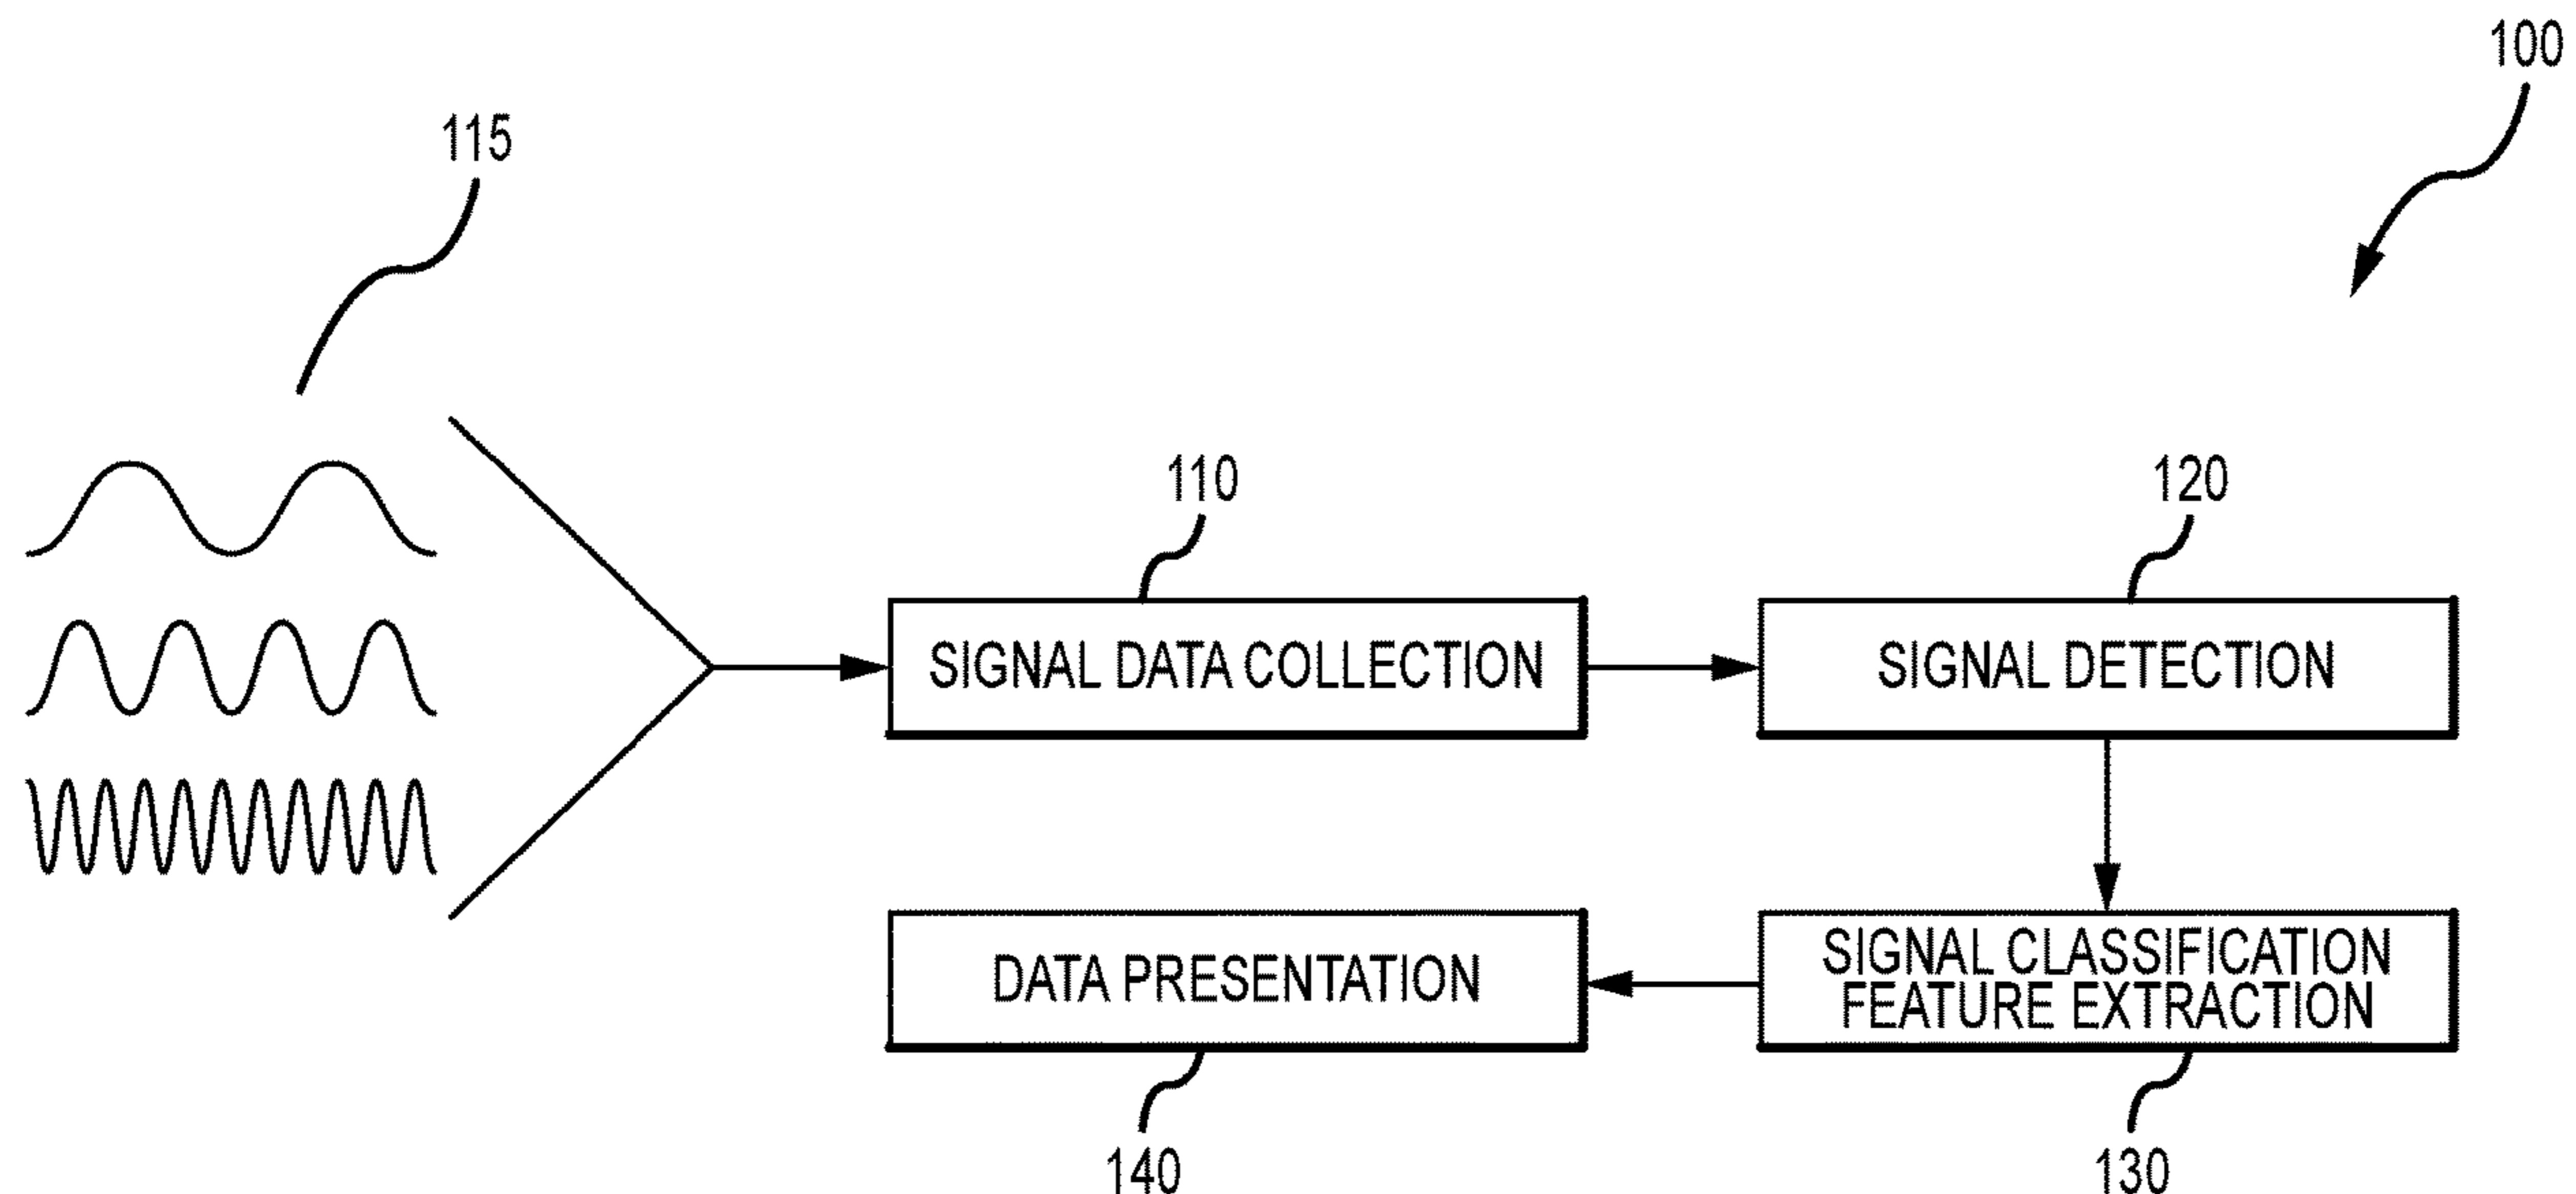 100
115
110
120
SIGNAL DATA COLLECTION
SIGNAL DETECTION
DATA PRESENTATION
SIGNAL CLASSIFICATION
FEATURE EXTRACTION
140
130